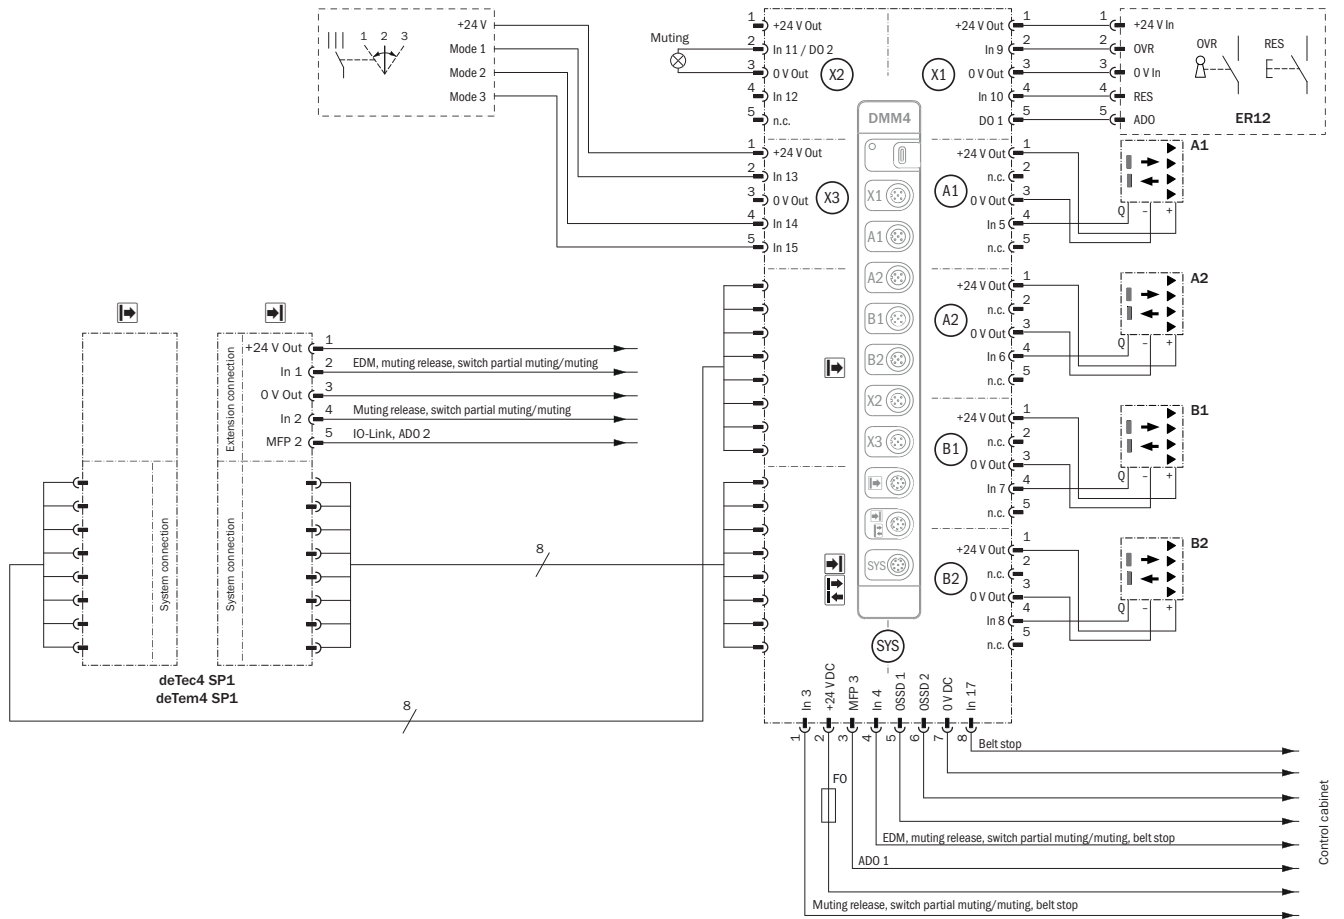 1 2 3
+24 V
Mode 1
Mode 2
Mode 3
Muting
1 +24 V Out
2 In 11 / DO 2
3 0 V Out
4 In 12
5 n.c.
X2
X1
+24 V Out 1
In 9 2
0 V Out 3
In 10 4
DO 1 5
1 +24 V In
2 OVR
3 0 V In
4 RES
5 ADO
OVR RES
ER12
1 +24 V Out
2 In 13
3 0 V Out
4 In 14
5 In 15
X3
DMM4
X1
A1
A2
B1
B2
X2
X3
SYS
A1
+24 V Out 1
n.c. 2
0 V Out 3
In 5 4
n.c. 5
A1
Q – +
A2
+24 V Out 1
n.c. 2
0 V Out 3
In 6 4
n.c. 5
A2
Q – +
B1
+24 V Out 1
n.c. 2
0 V Out 3
In 7 4
n.c. 5
B1
Q – +
B2
+24 V Out 1
n.c. 2
0 V Out 3
In 8 4
n.c. 5
B2
Q – +
SYS
Extension connection
+24 V Out 1
In 1 2 EDM, muting release, switch partial muting/muting
0 V Out 3
In 2 4 Muting release, switch partial muting/muting
MFP 2 5 IO-Link, ADO 2
System connection
System connection
8
deTec4 SP1
deTem4 SP1
8
In 3
+24 V DC
MFP 3
In 4
OSSD 1
OSSD 2
0 V DC
In 17
1 2 3 4 5 6 7 8
Belt stop
F0
EDM, muting release, switch partial muting/muting, belt stop
ADO 1
Muting release, switch partial muting/muting, belt stop
Control cabinet